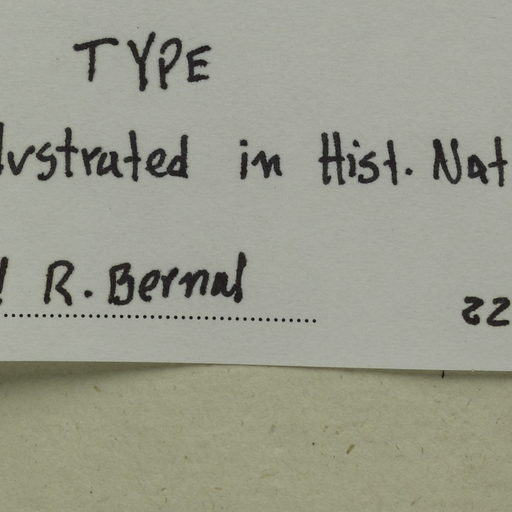 TYPE
lustrated in Hist. Nat
! R. Bernal 22